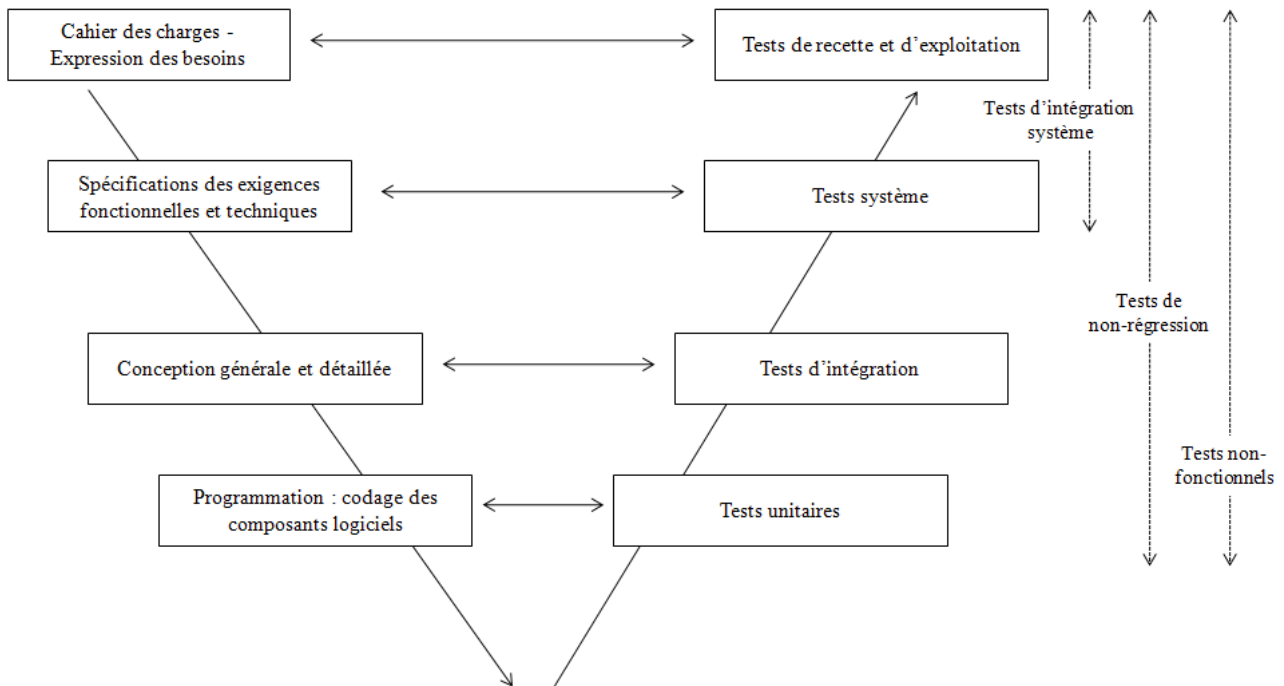 Cahier des charges -
Expression des besoins
Tests de recette et d’exploitation
Tests d’intégration
système
Spécifications des exigences
fonctionnelles et techniques
Tests système
Tests de
non-régression
Conception générale et détaillée
Tests d’intégration
Tests non-
fonctionnels
Programmation : codage des
composants logiciels
Tests unitaires